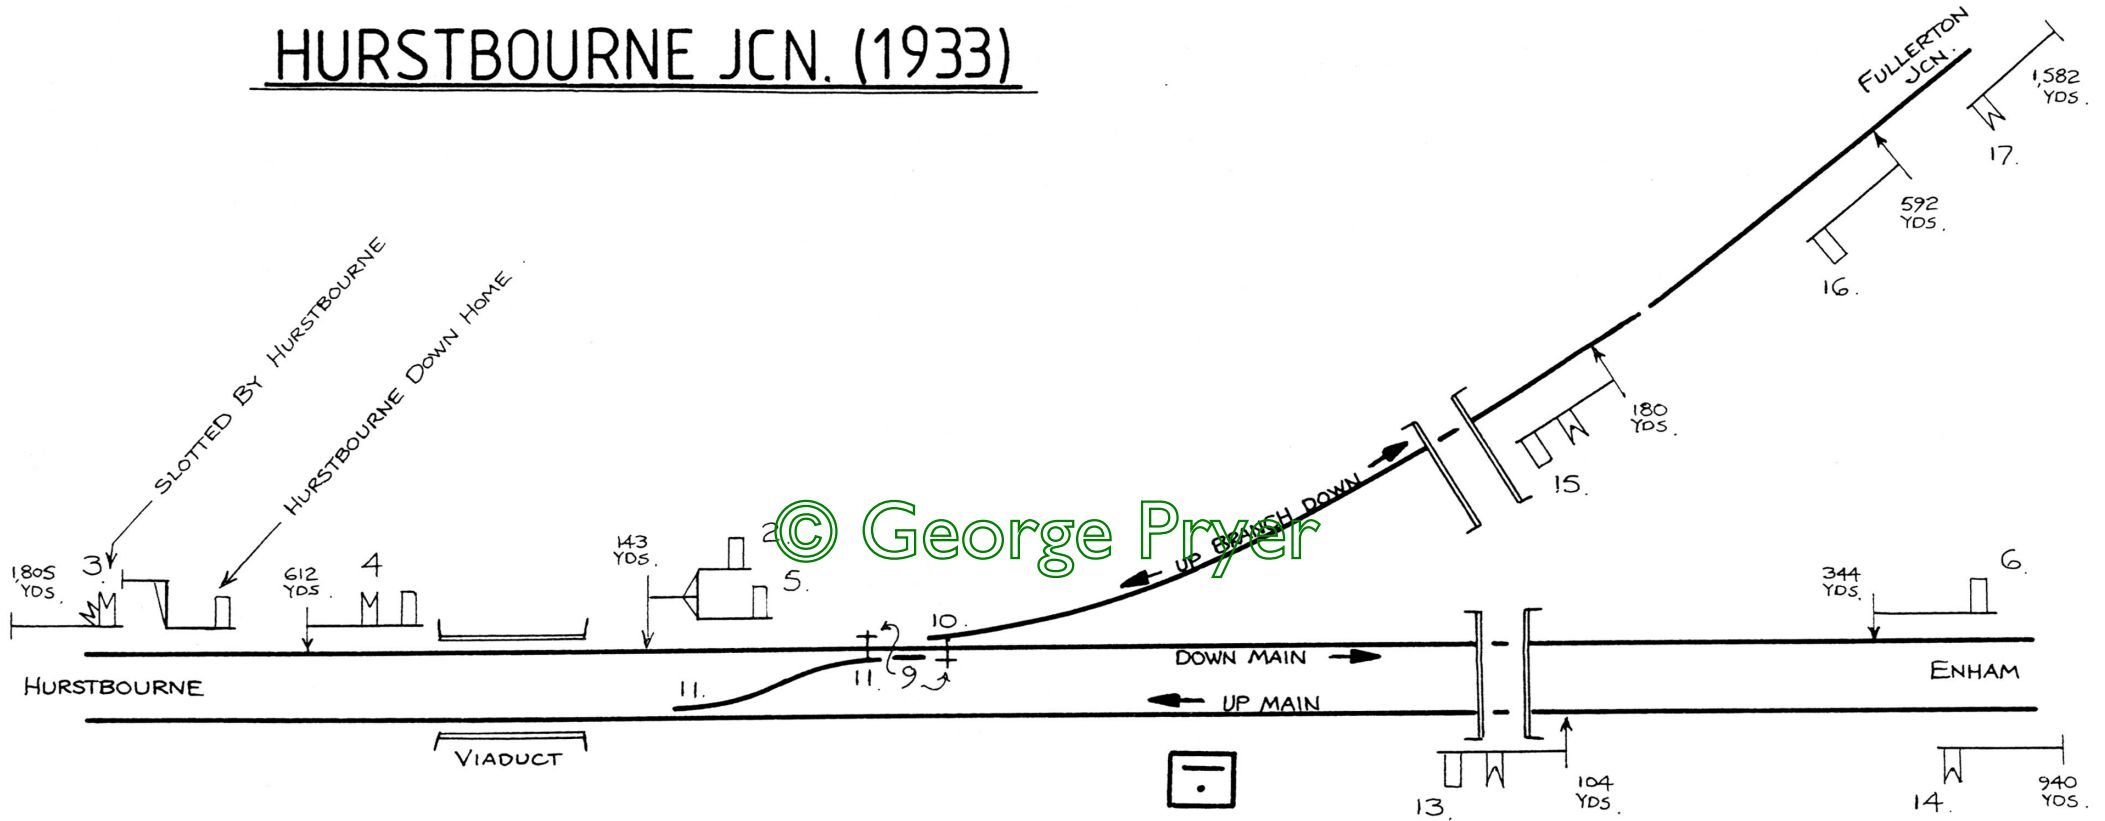 HURSTBOURNE JCN. (1933)
FULLERTON
JCN.
1,582
YDS.
17.
592
YDS.
16.
180
YDS.
15.
SLOTTED BY HURSTBOURNE
HURSTBOURNE DOWN HOME
1,805
YDS.
3.
612
YDS.
4
143
YDS.
2.
5.
© George Pryer
UP BRANSH DOWN
344
YDS.
6.
10.
11.
9
11.
DOWN MAIN
UP MAIN
HURSTBOURNE
ENHAM
VIADUCT
13.
104
YDS.
14.
940
YDS.